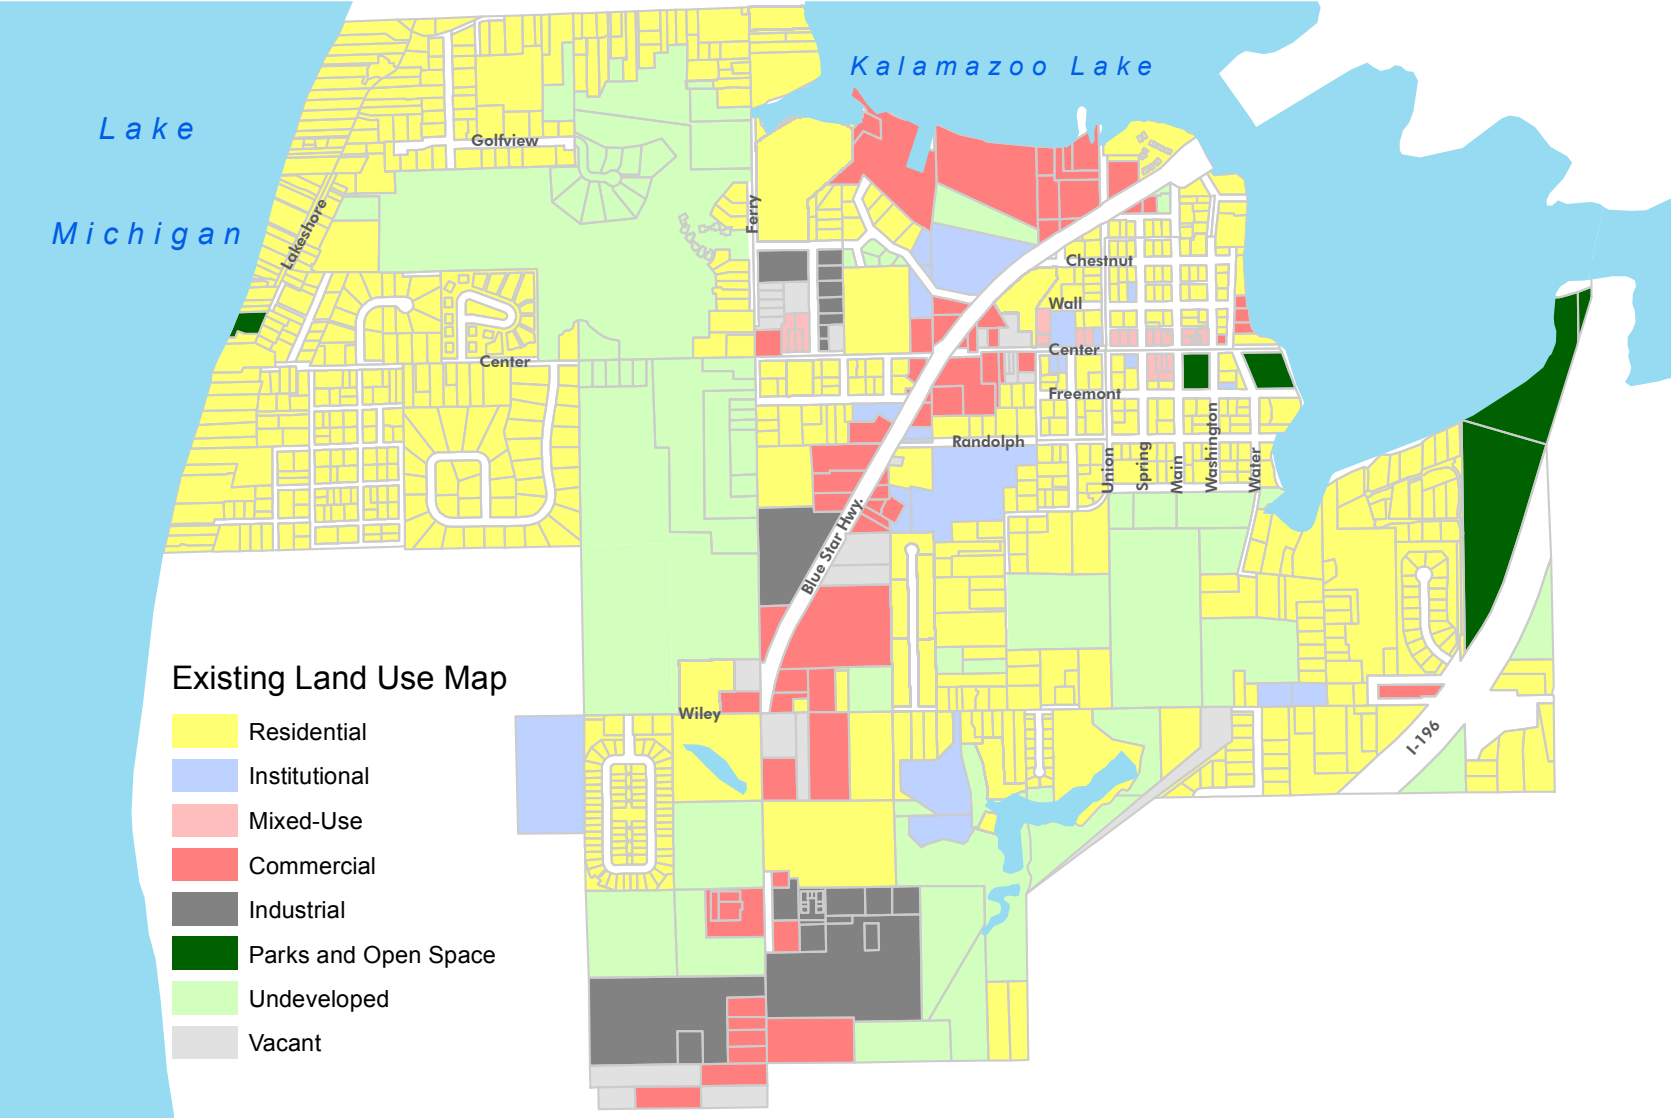 Kalamazoo Lake
Lake
Michigan
Golfview
Lakeshore
Ferry
Chestnut
Wall
Center
Center
Freemont
Randolph
Union
Spring
Main
Washington
Water
Blue Star Hwy.
Wiley
I-196
Existing Land Use Map
Residential
Institutional
Mixed-Use
Commercial
Industrial
Parks and Open Space
Undeveloped
Vacant